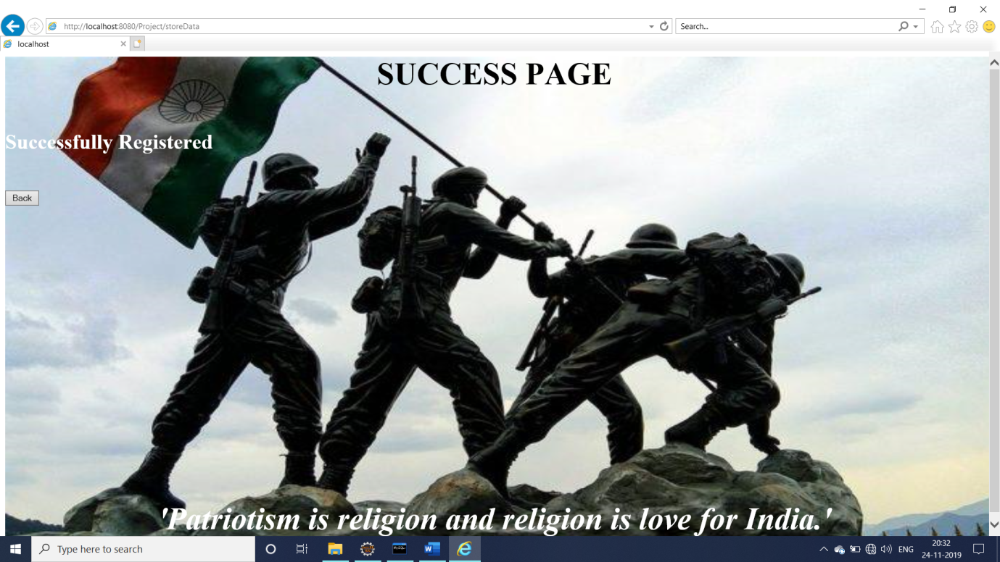 http://localhost:8080/Project/storeData
Search...
localhost
SUCCESS PAGE
Successfully Registered
Back
'Patriotism is religion and religion is love for India.'
Type here to search
MySQL
W
ENG
20:32
24-11-2019